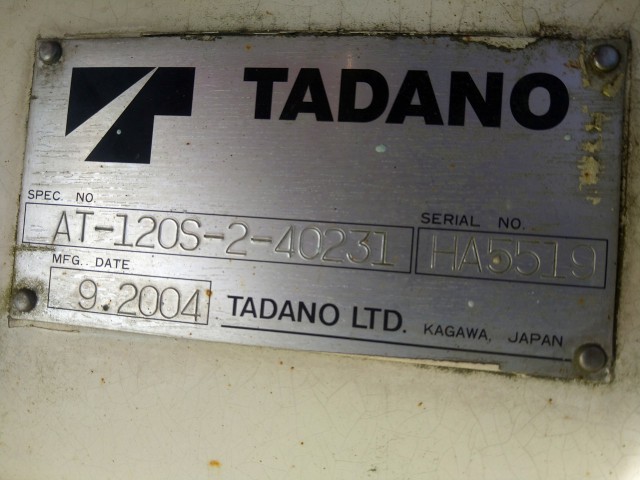 TADANO
SPEC. NO.
AT-120S-2-40231
SERIAL NO.
HA5519
MFG. DATE
9.2004
TADANO LTD. KAGAWA, JAPAN